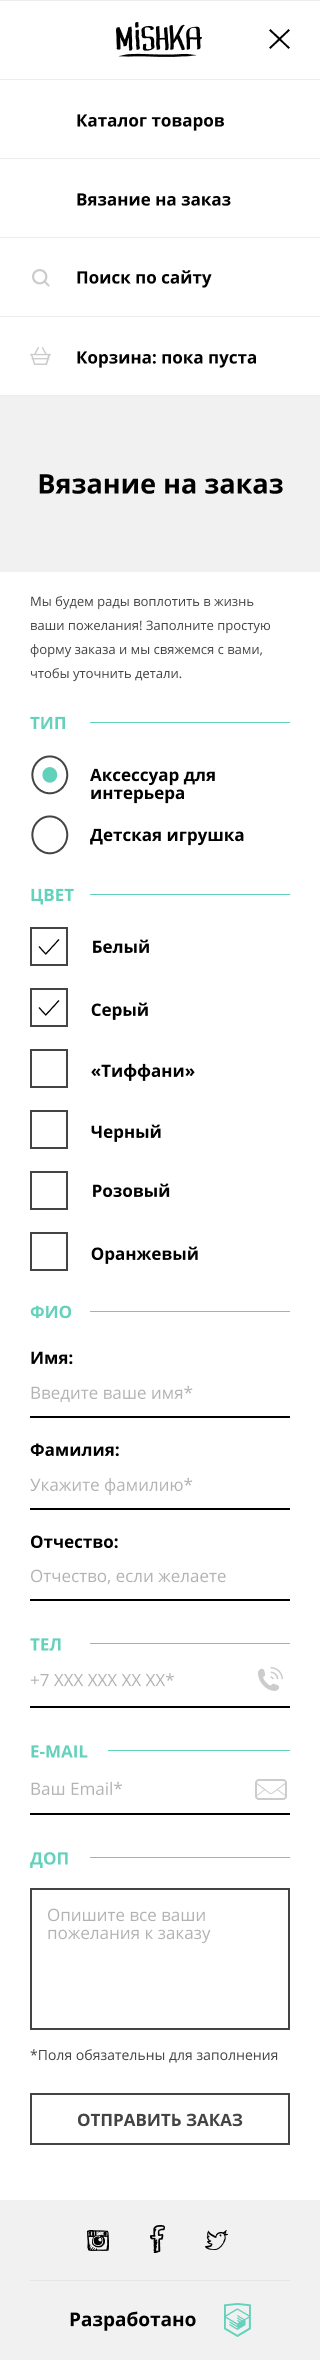 MiSHKA
Каталог товаров
Вязание на заказ
Поиск по сайту
Корзина: пока пуста
Вязание на заказ
Мы будем рады воплотить в жизнь
ваши пожелания! Заполните простую
форму заказа и мы свяжемся с вами,
чтобы уточнить детали.
ТИП
Аксессуар для
интерьера
Детская игрушка
ЦВЕТ
Белый
Серый
«Тиффани»
Черный
Розовый
Оранжевый
ФИО
Имя:
Введите ваше имя*
Фамилия:
Укажите фамилию*
Отчество:
Отчество, если желаете
ТЕЛ
+7 XXX XXX XX XX*
E-MAIL
Ваш Email*
ДОП
Опишите все ваши
пожелания к заказу
*Поля обязательны для заполнения
ОТПРАВИТЬ ЗАКАЗ
Разработано